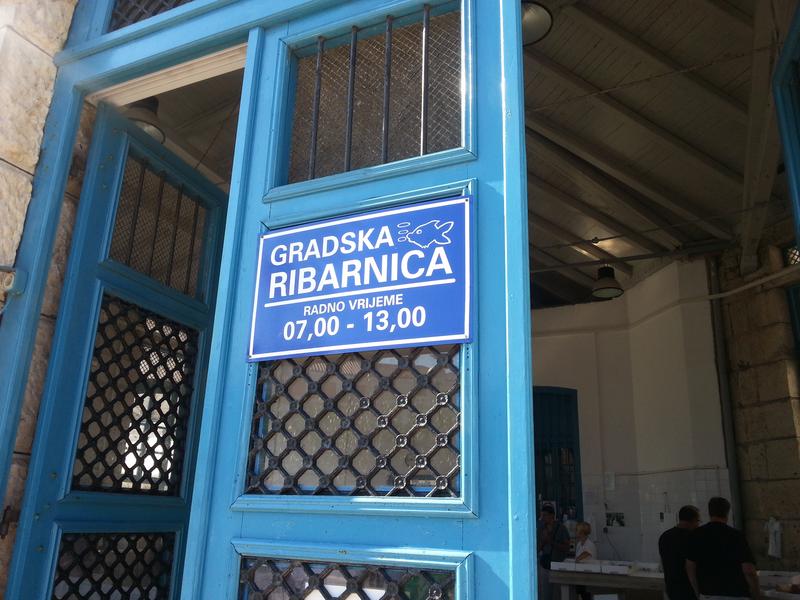 GRADSKA
RIBARNICA
RADNO VRIJEME
07,00 - 13,00